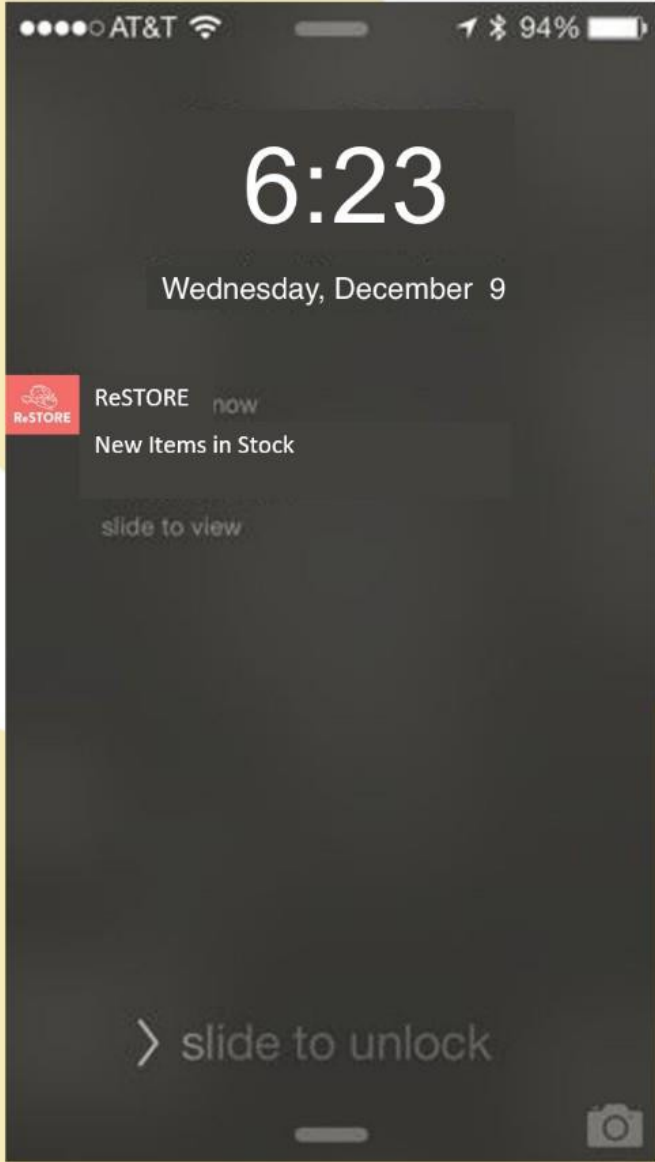 AT&T 94%
6:23
Wednesday, December 9
ReSTORE
ReSTORE now
New Items in Stock
slide to view
slide to unlock